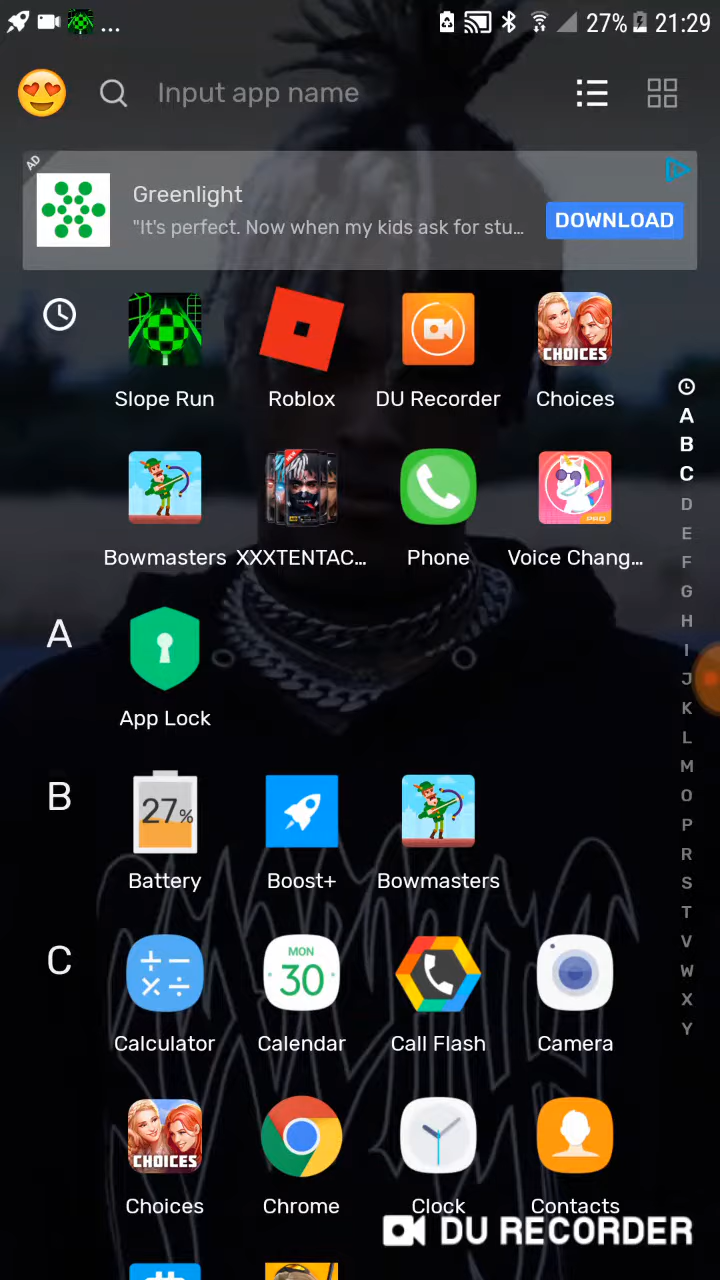 ... 27% 21:29
Input app name
AD
Greenlight
"It's perfect. Now when my kids ask for stu...
DOWNLOAD
CHOICES
Slope Run Roblox DU Recorder Choices
NEW
PRO
Bowmasters XXXTENTAC... Phone Voice Chang...
A
App Lock
B
27%
Battery Boost+ Bowmasters
C
MON
30
Calculator Calendar Call Flash Camera
CHOICES
Choices Chrome Clock Contacts
DU RECORDER
A
B
C
D
E
F
G
H
I
J
K
L
M
O
P
R
S
T
V
W
X
Y